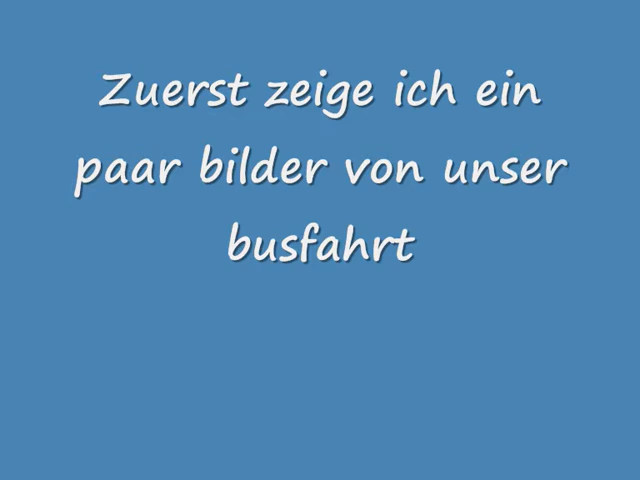 Zuerst zeige ich ein
paar bilder von unser
busfahrt